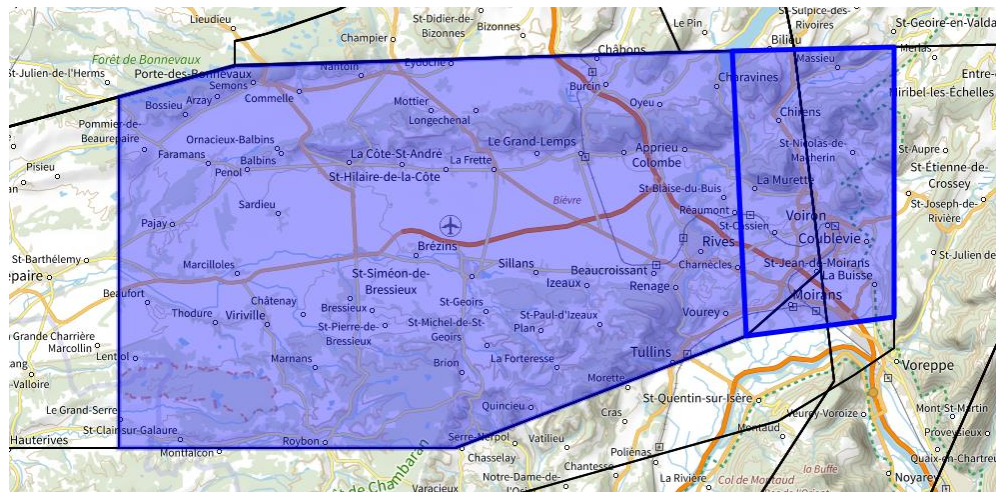 Lieudieu
St-Didier-de-
Bizonnes
Bizonnes
Le Pin
St-Sulpice-des-
Rivoires
St-Geoire-en-Valda
Champier
Châbons
Bilieu
Merlas
Forêt de Bonnevaux
St-Julien-de-l'Herms
Porte-des-Bonnevaux
Nantoin
Eydoche
Massieu
Entre-
Semons
Burcin
Charavines
Miribel-les-Échelles
Bossieu
Arzay
Commelle
Mottier
Oyeu
Longechenal
Chirens
Pommier-de-
Beaurepaire
Ornacieux-Balbins
Le Grand-Lemps
St-Nicolas-de-
Macherin
St-Aupre
Faramans
Balbins
La Côte-St-André
La Frette
Apprieu
Colombe
Pisieu
Penol
St-Hilaire-de-la-Côte
La Murette
St-Étienne-de-
Crossey
an
St-Blaise-du-Buis
Sardieu
Bièvre
Réaumont
Voiron
St-Joseph-de-
Rivière
Pajay
St-Cassien
Coublevie
Brézins
Rives
St-Barthélemy
Marcilloles
Sillans
Charnècles
St-Jean-de-Moirans
St-Julien de
epaire
St-Siméon-de-
Bressieux
Beaucroissant
La Buisse
Izeaux
Renage
Beaufort
Châtenay
St-Geoirs
Moirans
Thodure
Viriville
Bressieux
St-Paul-d'Izeaux
Vourey
St-Pierre-de-
Bressieux
St-Michel-de-St-
Geoirs
Plan
Grande Charrière
Marcollin
Lentiol
Marnans
Brion
La Forteresse
Tullins
Voreppe
ang
-Valloire
Morette
St-Quentin-sur-Isère
Le Grand-Serre
Quincieu
Cras
Veurey-Voroize
Mont-St-Martin
St-Clair-sur-Galaure
Montaud
Proveysieux
Hauterives
Roybon
Serre-Nerpol
Vatilieu
Montfalcon
Chasselay
Poliénas
Quaix-en-Chartreu
Chantesse
la Buffe
t de Chambaran
Notre-Dame-de-
La Rivière
Col de Montaud
Noyarey
Varacieux